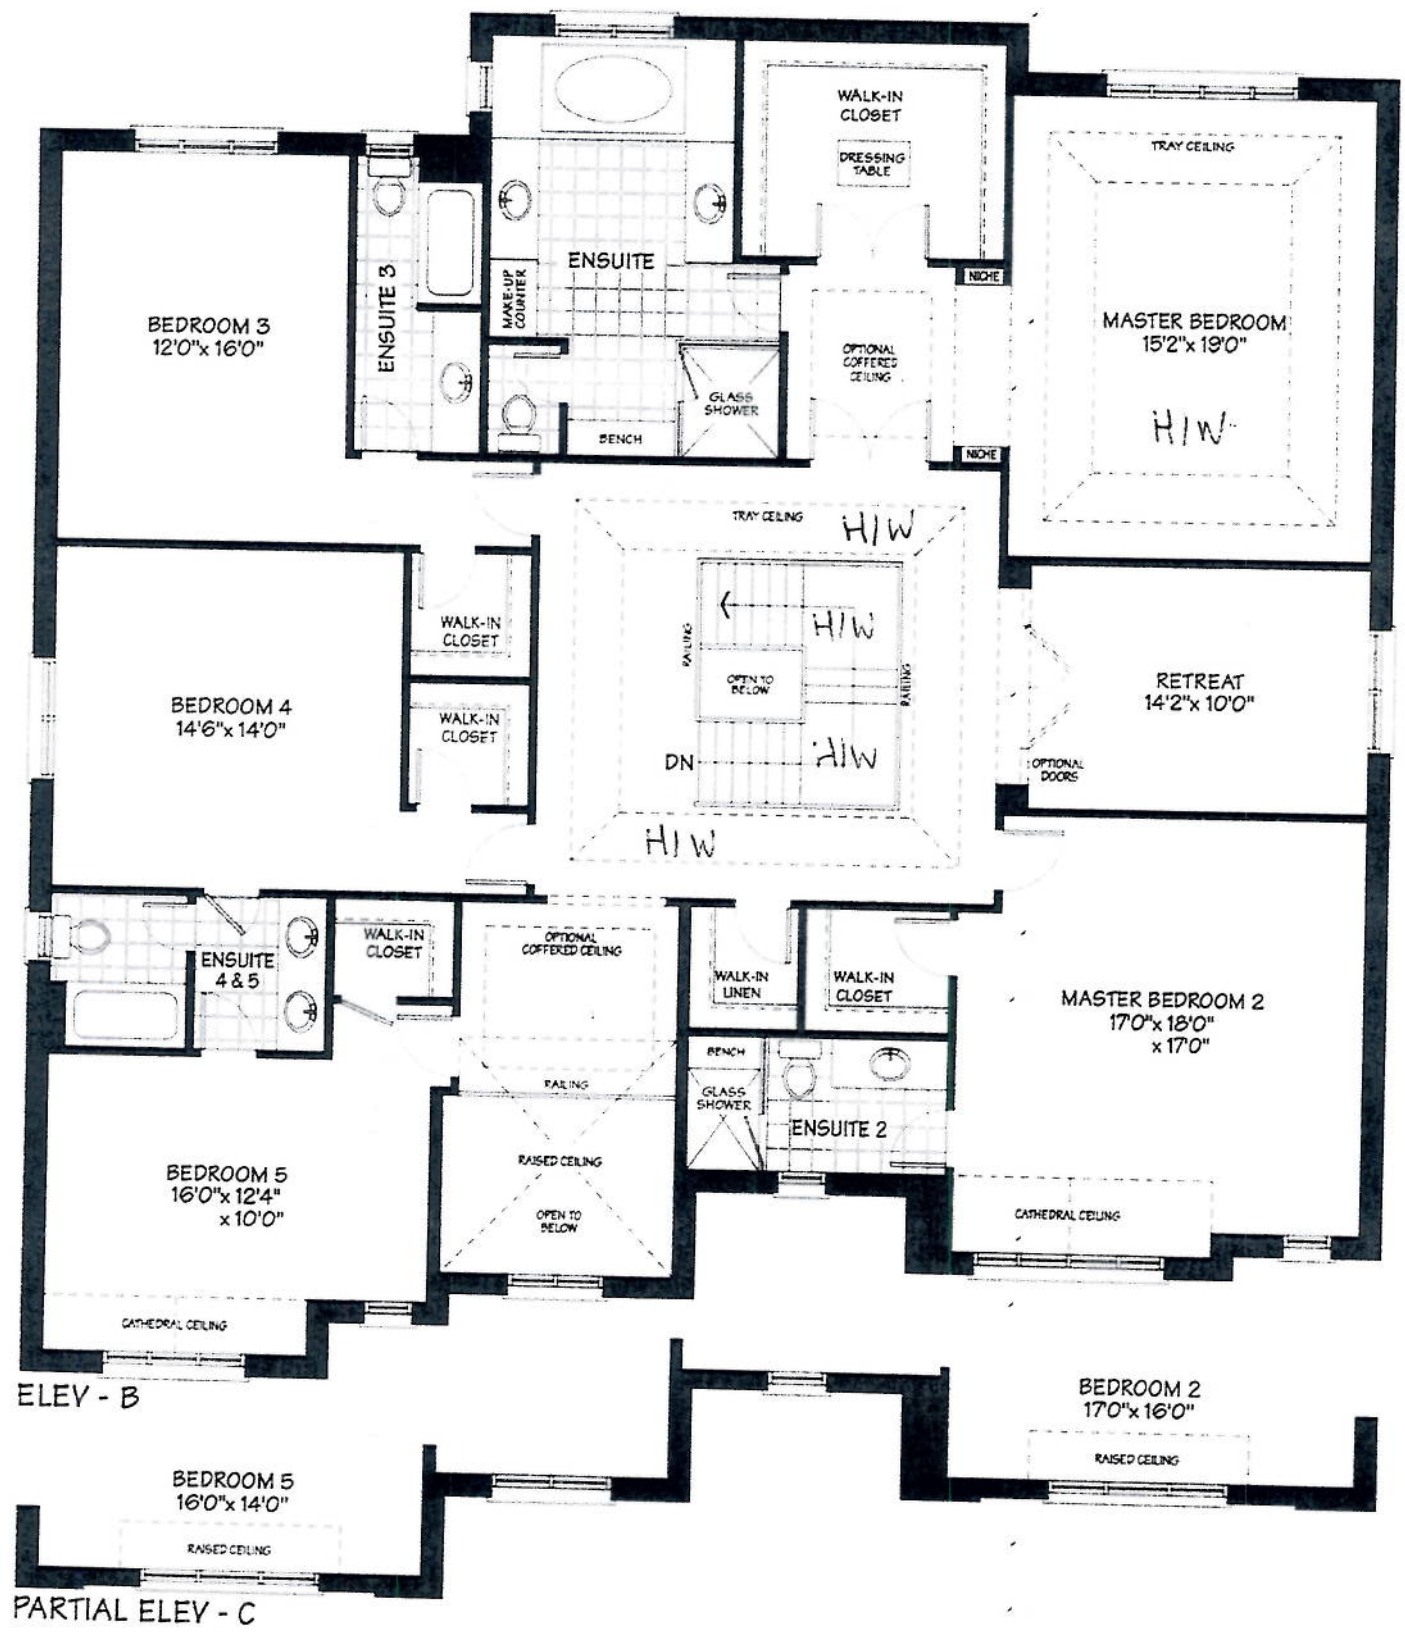 WALK-IN
CLOSET
DRESSING
TABLE
TRAY CEILING
ENSUITE
MAKE-UP
COUNTER
NICHE
ENSUITE 3
BEDROOM 3
12'0"x 16'0"
MASTER BEDROOM
15'2"x 19'0"
OPTIONAL
COFFERED
CEILING
GLASS
SHOWER
H/W
BENCH
NICHE
TRAY CEILING
H/W
WALK-IN
CLOSET
H/W
RAILING
OPEN TO
BELOW
RAILING
RETREAT
14'2"x 10'0"
BEDROOM 4
14'6"x 14'0"
WALK-IN
CLOSET
H/W
DN
OPTIONAL
DOORS
H/W
WALK-IN
CLOSET
OPTIONAL
COFFERED CEILING
ENSUITE
4 & 5
WALK-IN
LINEN
WALK-IN
CLOSET
MASTER BEDROOM 2
17'0"x 18'0"
x 17'0"
BENCH
RAILING
GLASS
SHOWER
ENSUITE 2
RAISED CEILING
BEDROOM 5
16'0"x 12'4"
x 10'0"
OPEN TO
BELOW
CATHEDRAL CEILING
CATHEDRAL CEILING
ELEV - B
BEDROOM 2
17'0"x 16'0"
RAISED CEILING
BEDROOM 5
16'0"x 14'0"
RAISED CEILING
PARTIAL ELEV - C